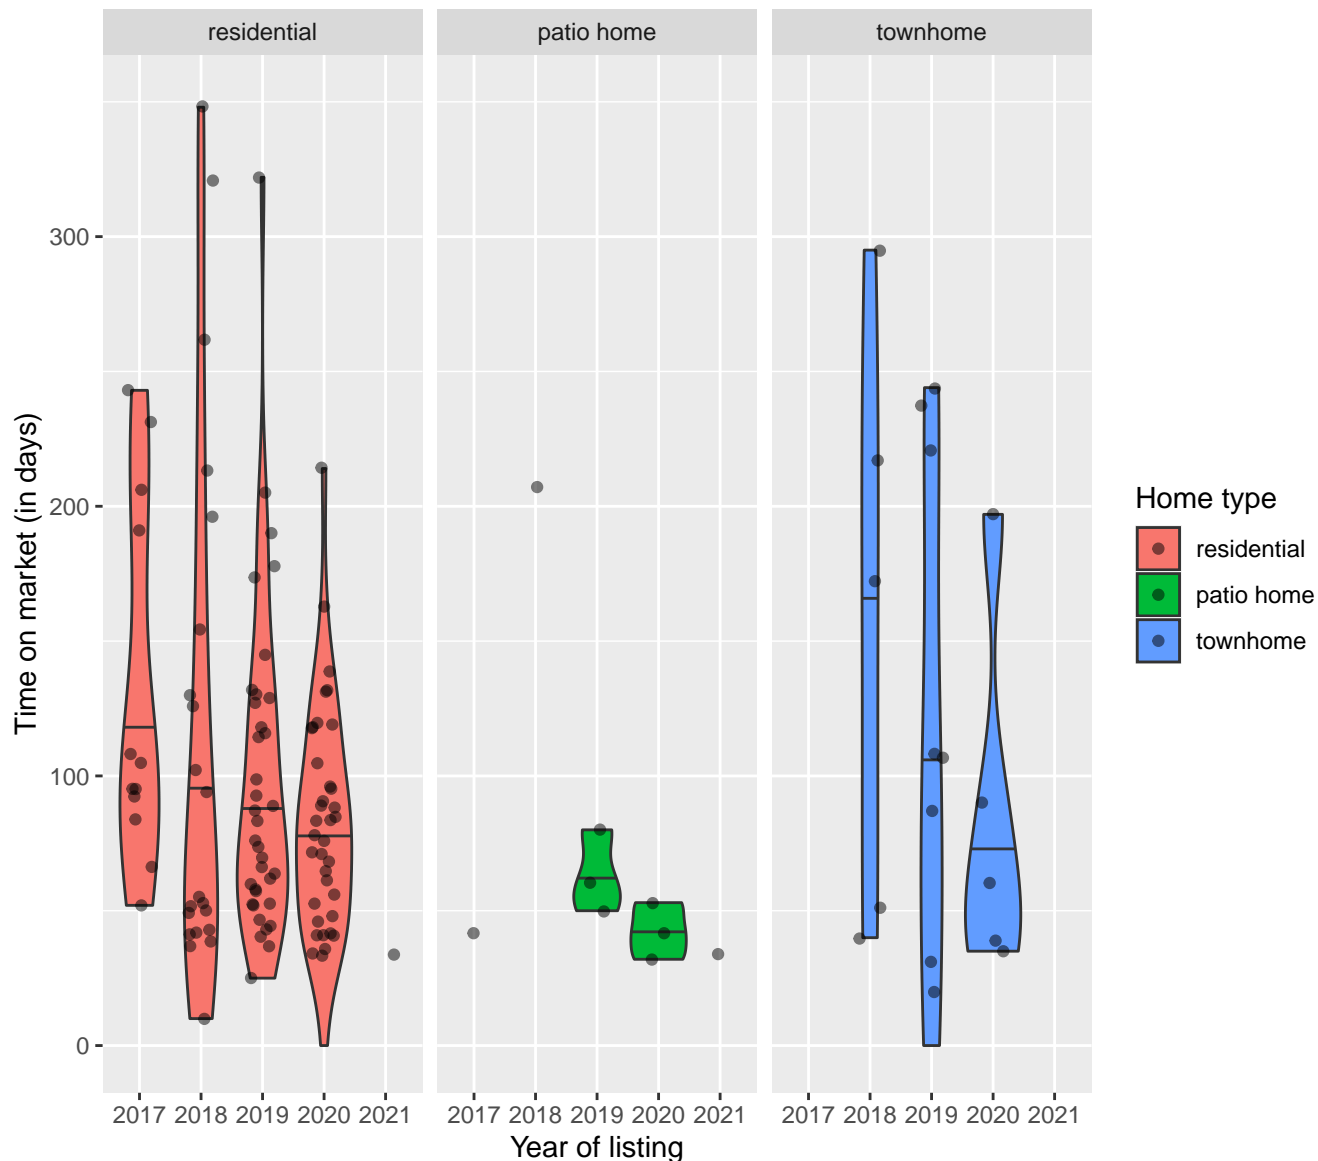 residential patio home townhome
300
200
100
0
Time on market (in days)
2017 2018 2019 2020 2021 2017 2018 2019 2020 2021 2017 2018 2019 2020 2021
Year of listing
Home type
residential
patio home
townhome